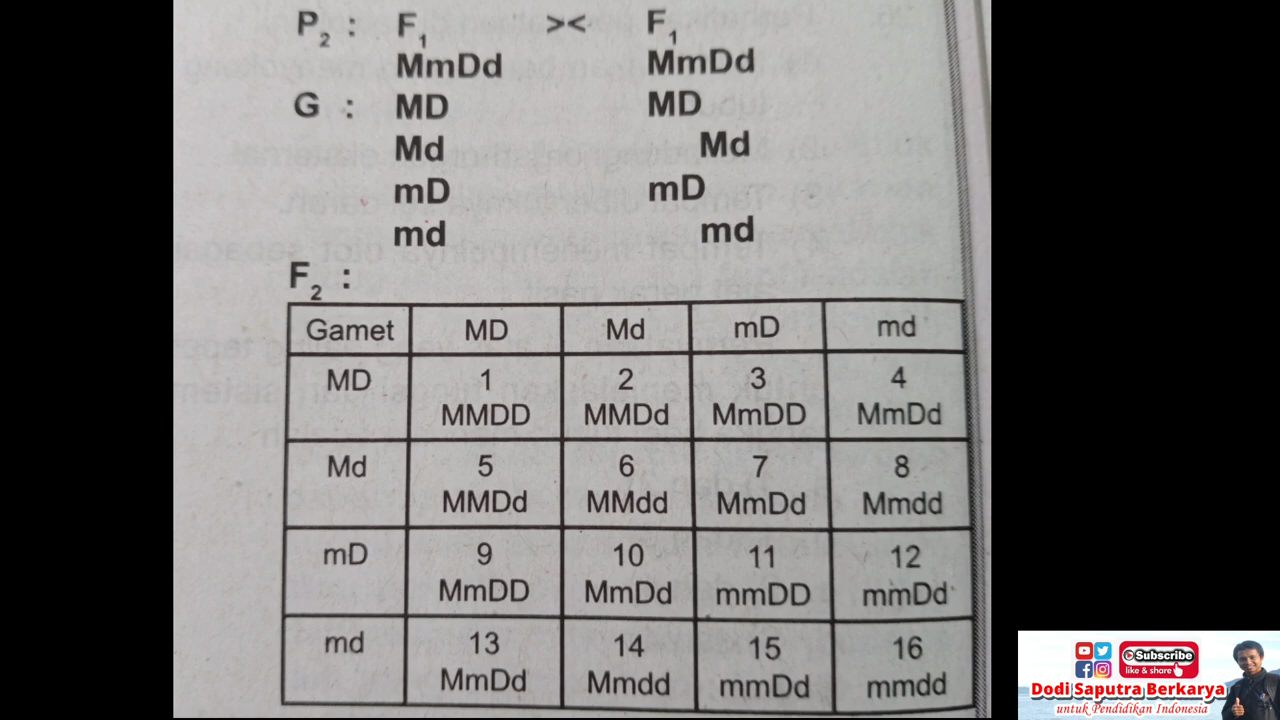 P2 : F1 >< F1
MmDd MmDd
G : MD MD
Md Md
mD mD
md md
F2 :
Gamet MD Md mD md
MD 1 2 3 4
MMDD MMDd MmDD MmDd
Md 5 6 7 8
MMDd MMdd MmDd Mmdd
mD 9 10 11 12
MmDD MmDd mmDD mmDd
md 13 14 15 16
MmDd Mmdd mmDd mmdd
Subscribe
like & share
Dodi Saputra Berkarya
untuk Pendidikan Indonesia